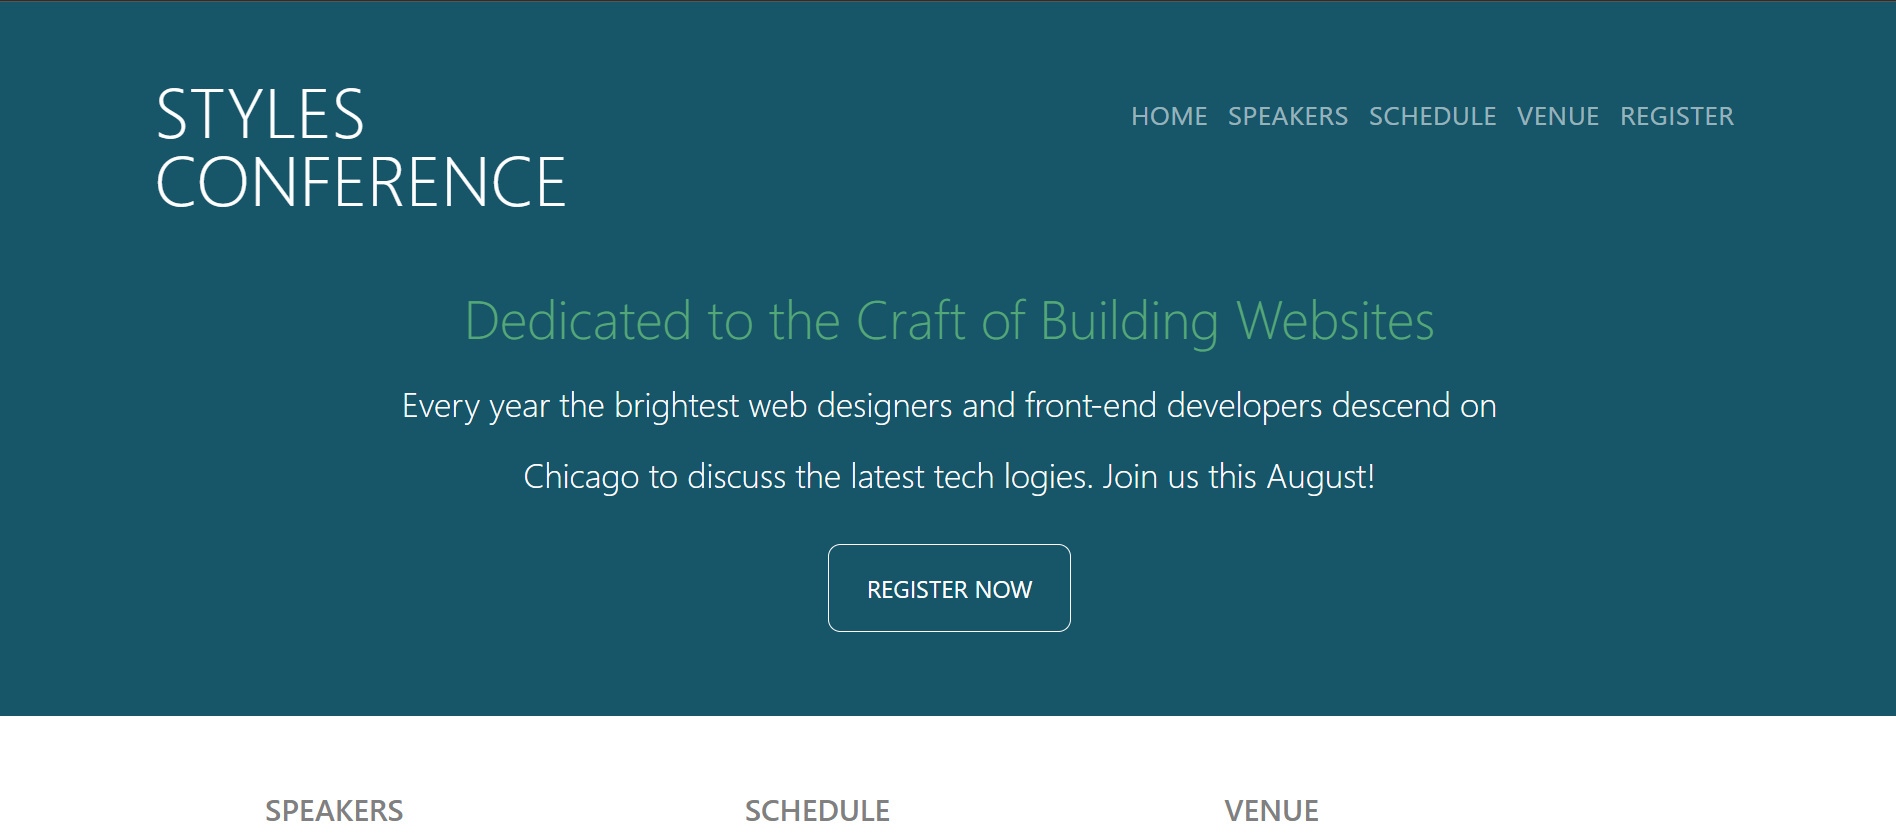 STYLES
CONFERENCE
HOME SPEAKERS SCHEDULE VENUE REGISTER
Dedicated to the Craft of Building Websites
Every year the brightest web designers and front-end developers descend on
Chicago to discuss the latest tech logies. Join us this August!
REGISTER NOW
SPEAKERS SCHEDULE VENUE